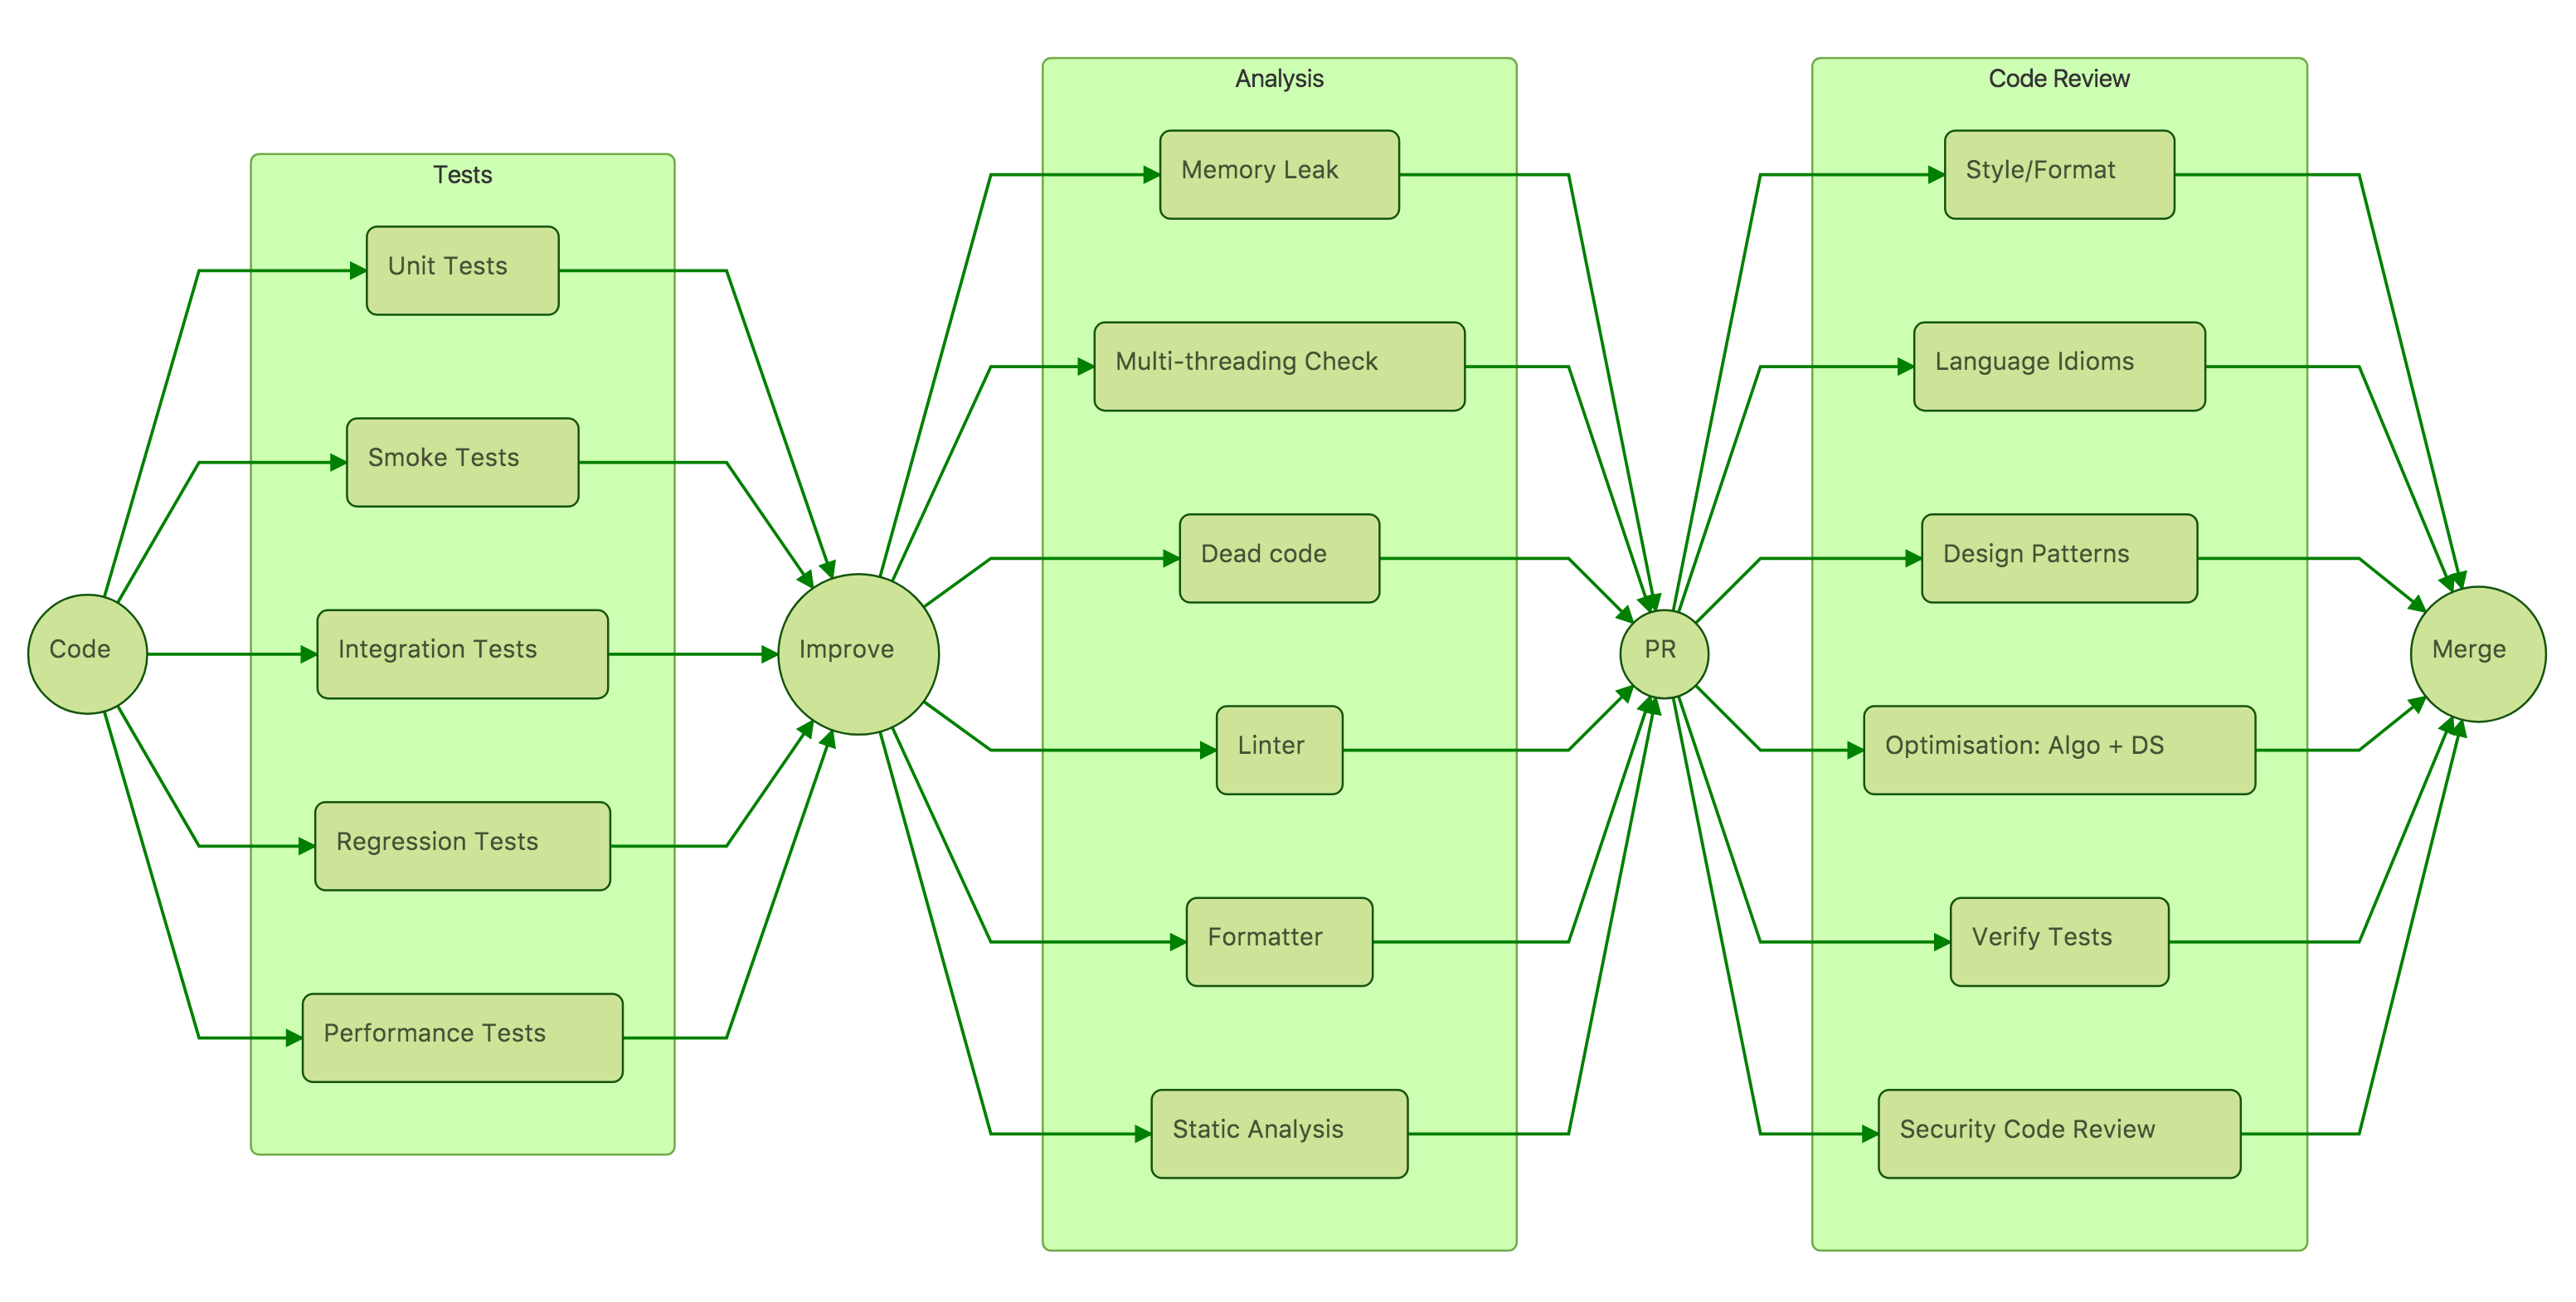 Code
Tests
Unit Tests
Smoke Tests
Integration Tests
Regression Tests
Performance Tests
Improve
Analysis
Memory Leak
Multi-threading Check
Dead code
Linter
Formatter
Static Analysis
PR
Code Review
Style/Format
Language Idioms
Design Patterns
Optimisation: Algo + DS
Verify Tests
Security Code Review
Merge